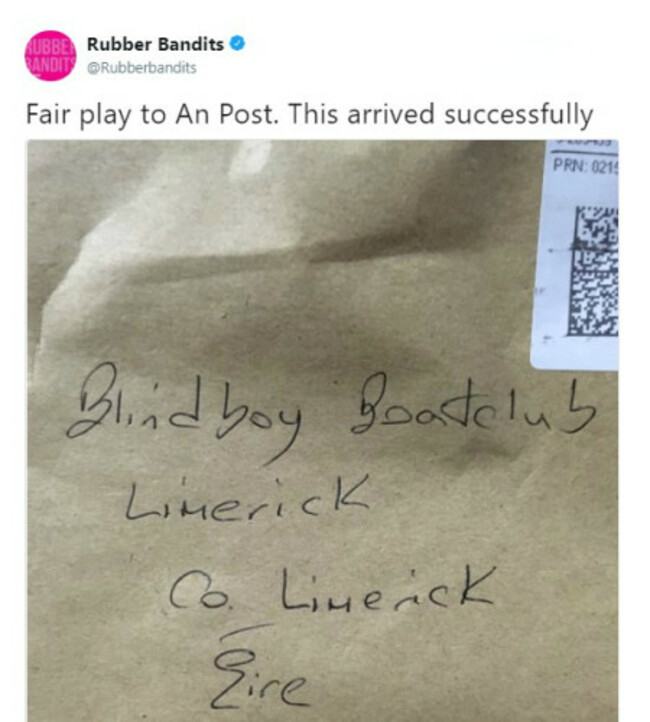 RUBBER
BANDITS
Rubber Bandits
@Rubberbandits
Fair play to An Post. This arrived successfully
PRN: 0215
Blindboy Boatclub
Limerick
Co. Limerick
Éire